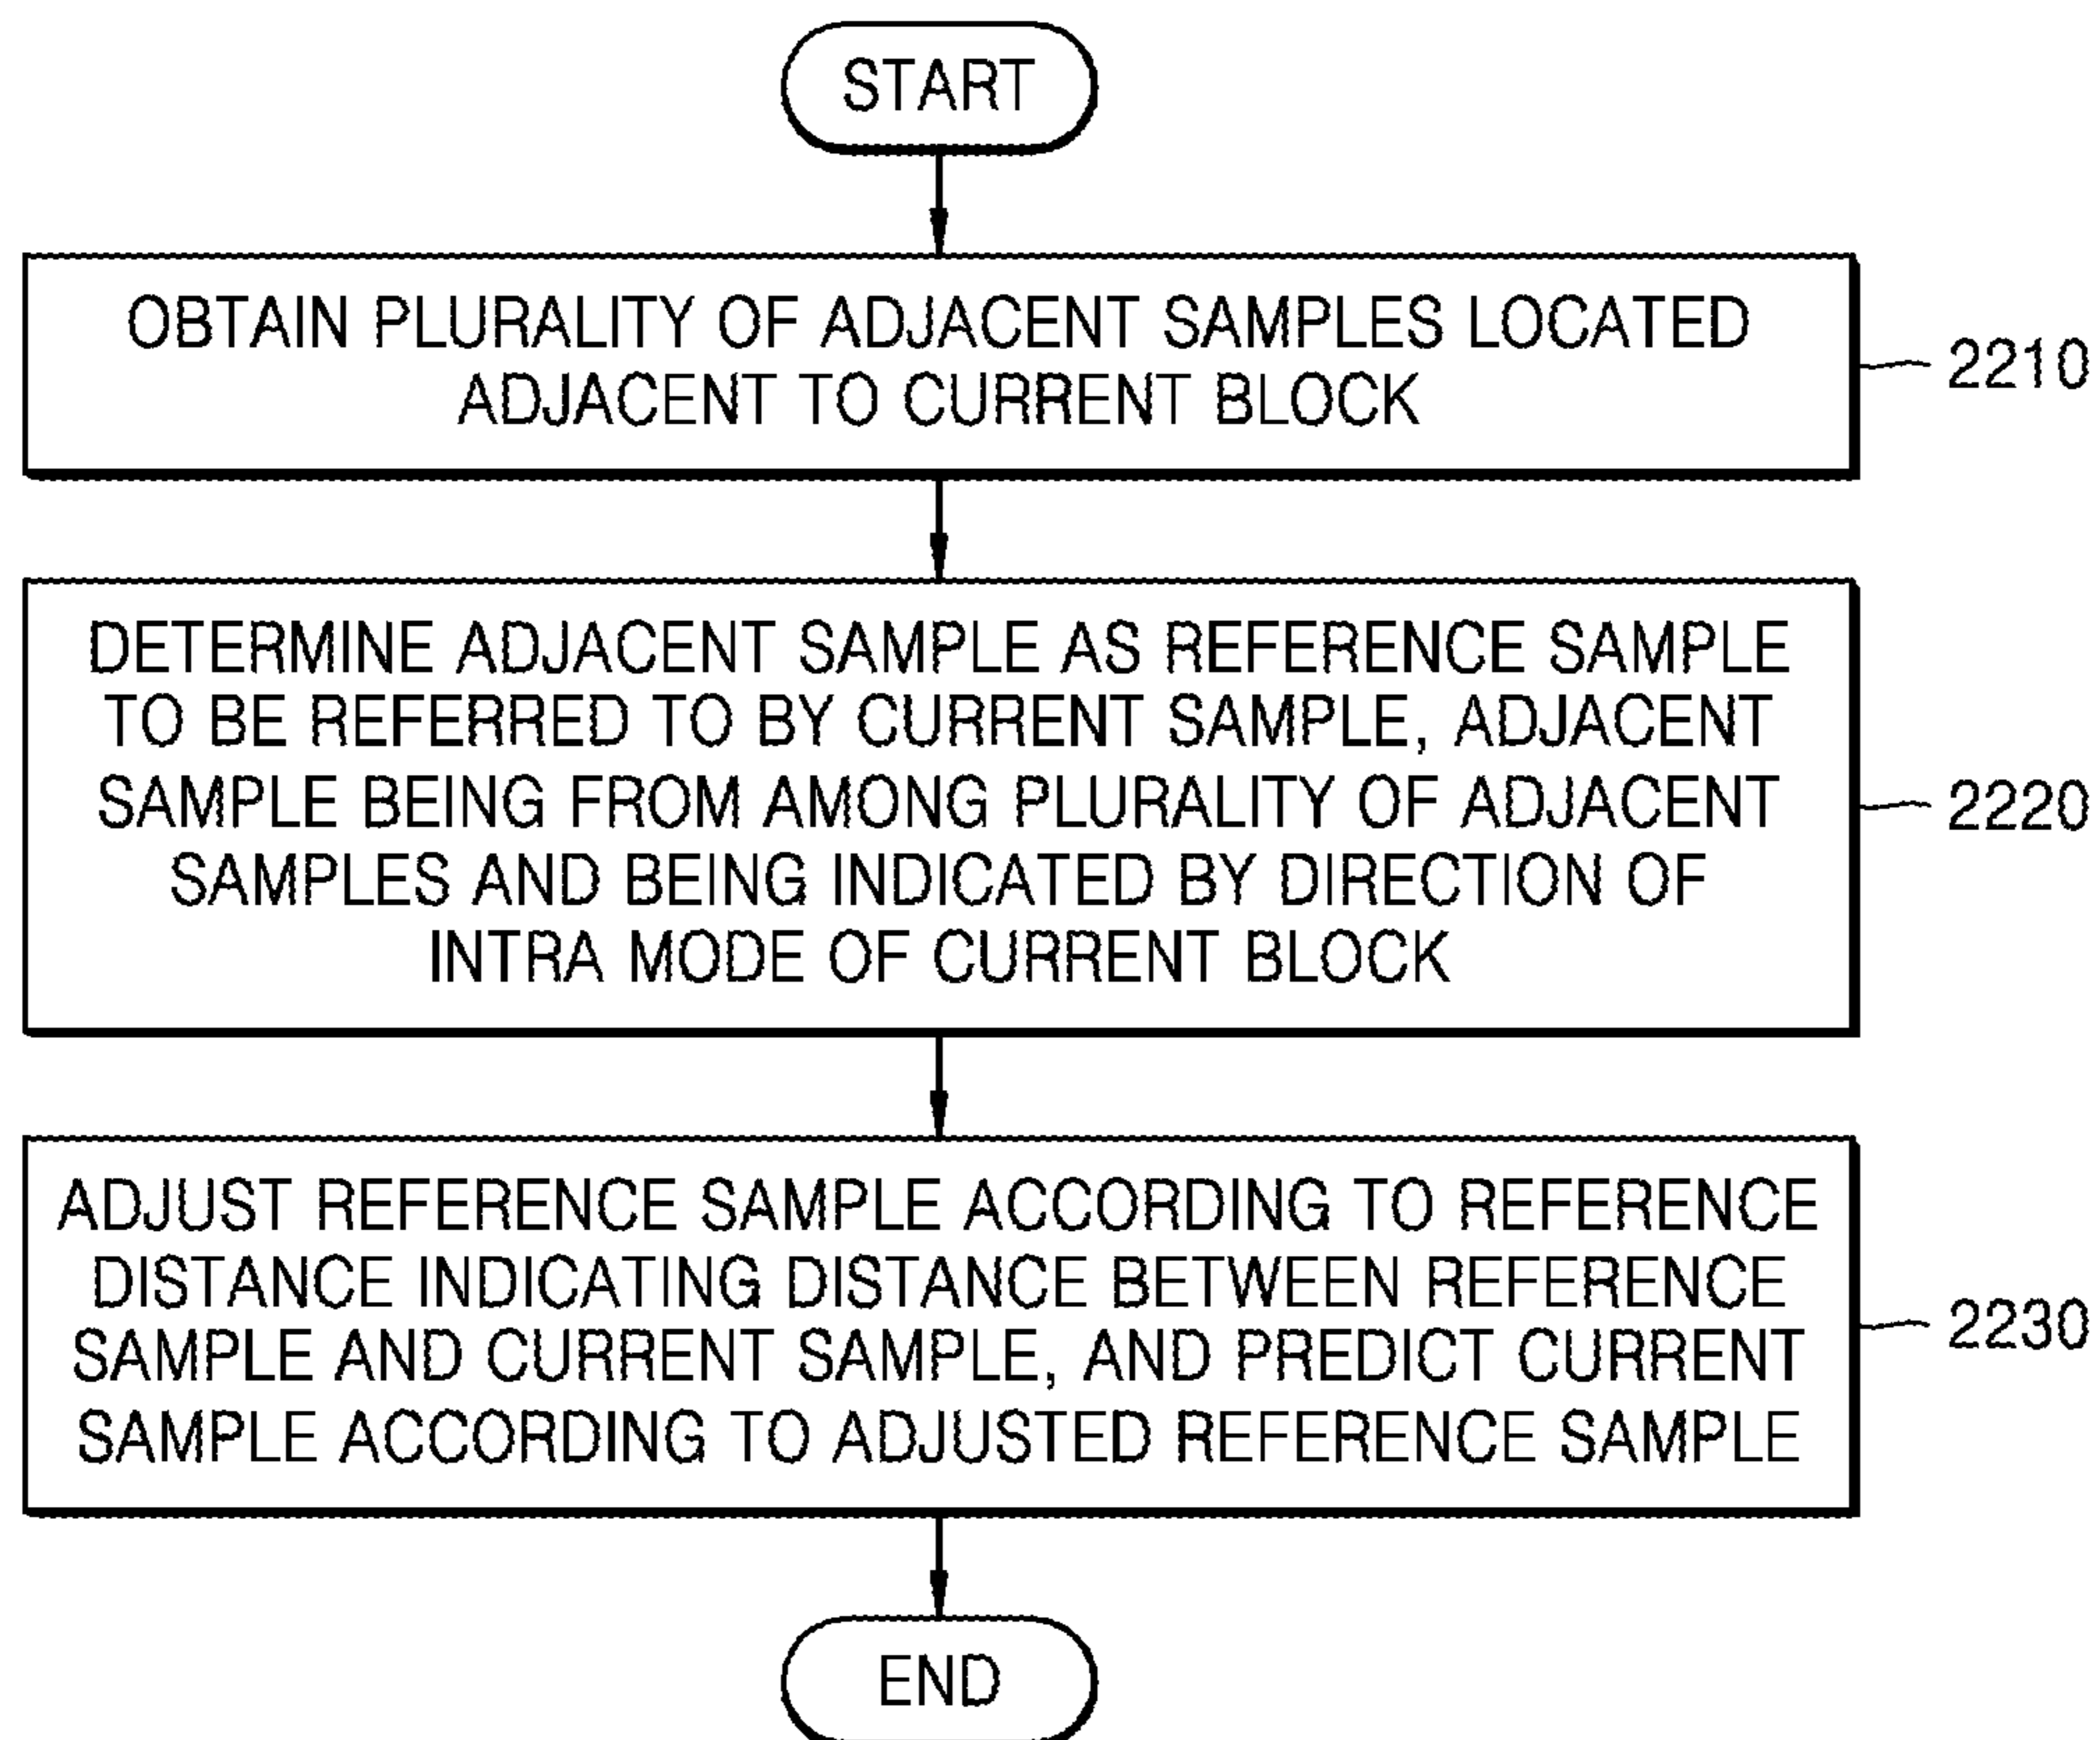 START
OBTAIN PLURALITY OF ADJACENT SAMPLES LOCATED
ADJACENT TO CURRENT BLOCK
2210
DETERMINE ADJACENT SAMPLE AS REFERENCE SAMPLE
TO BE REFERRED TO BY CURRENT SAMPLE, ADJACENT
SAMPLE BEING FROM AMONG PLURALITY OF ADJACENT
SAMPLES AND BEING INDICATED BY DIRECTION OF
INTRA MODE OF CURRENT BLOCK
2220
ADJUST REFERENCE SAMPLE ACCORDING TO REFERENCE
DISTANCE INDICATING DISTANCE BETWEEN REFERENCE
SAMPLE AND CURRENT SAMPLE, AND PREDICT CURRENT
SAMPLE ACCORDING TO ADJUSTED REFERENCE SAMPLE
2230
END